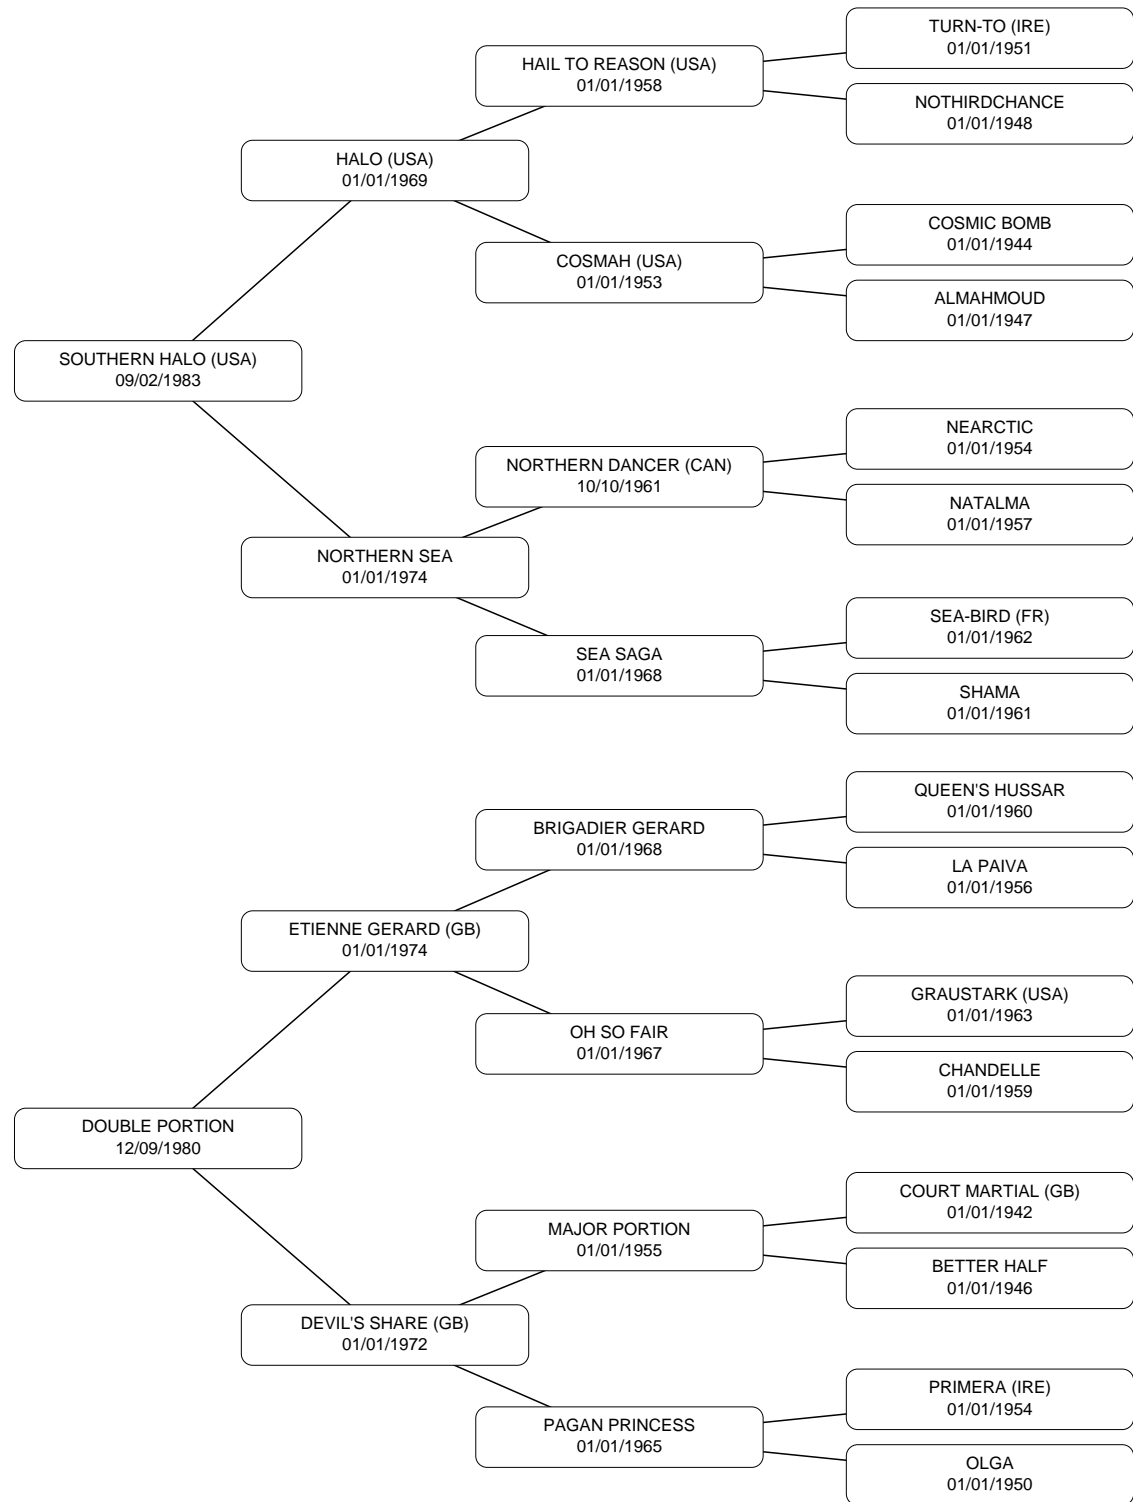 TURN-TO (IRE)
01/01/1951
HAIL TO REASON (USA)
01/01/1958
NOTHIRDCHANCE
01/01/1948
HALO (USA)
01/01/1969
COSMIC BOMB
01/01/1944
COSMAH (USA)
01/01/1953
ALMAHMOUD
01/01/1947
SOUTHERN HALO (USA)
09/02/1983
NEARCTIC
01/01/1954
NORTHERN DANCER (CAN)
10/10/1961
NATALMA
01/01/1957
NORTHERN SEA
01/01/1974
SEA-BIRD (FR)
01/01/1962
SEA SAGA
01/01/1968
SHAMA
01/01/1961
QUEEN'S HUSSAR
01/01/1960
BRIGADIER GERARD
01/01/1968
LA PAIVA
01/01/1956
ETIENNE GERARD (GB)
01/01/1974
GRAUSTARK (USA)
01/01/1963
OH SO FAIR
01/01/1967
CHANDELLE
01/01/1959
DOUBLE PORTION
12/09/1980
COURT MARTIAL (GB)
01/01/1942
MAJOR PORTION
01/01/1955
BETTER HALF
01/01/1946
DEVIL'S SHARE (GB)
01/01/1972
PRIMERA (IRE)
01/01/1954
PAGAN PRINCESS
01/01/1965
OLGA
01/01/1950